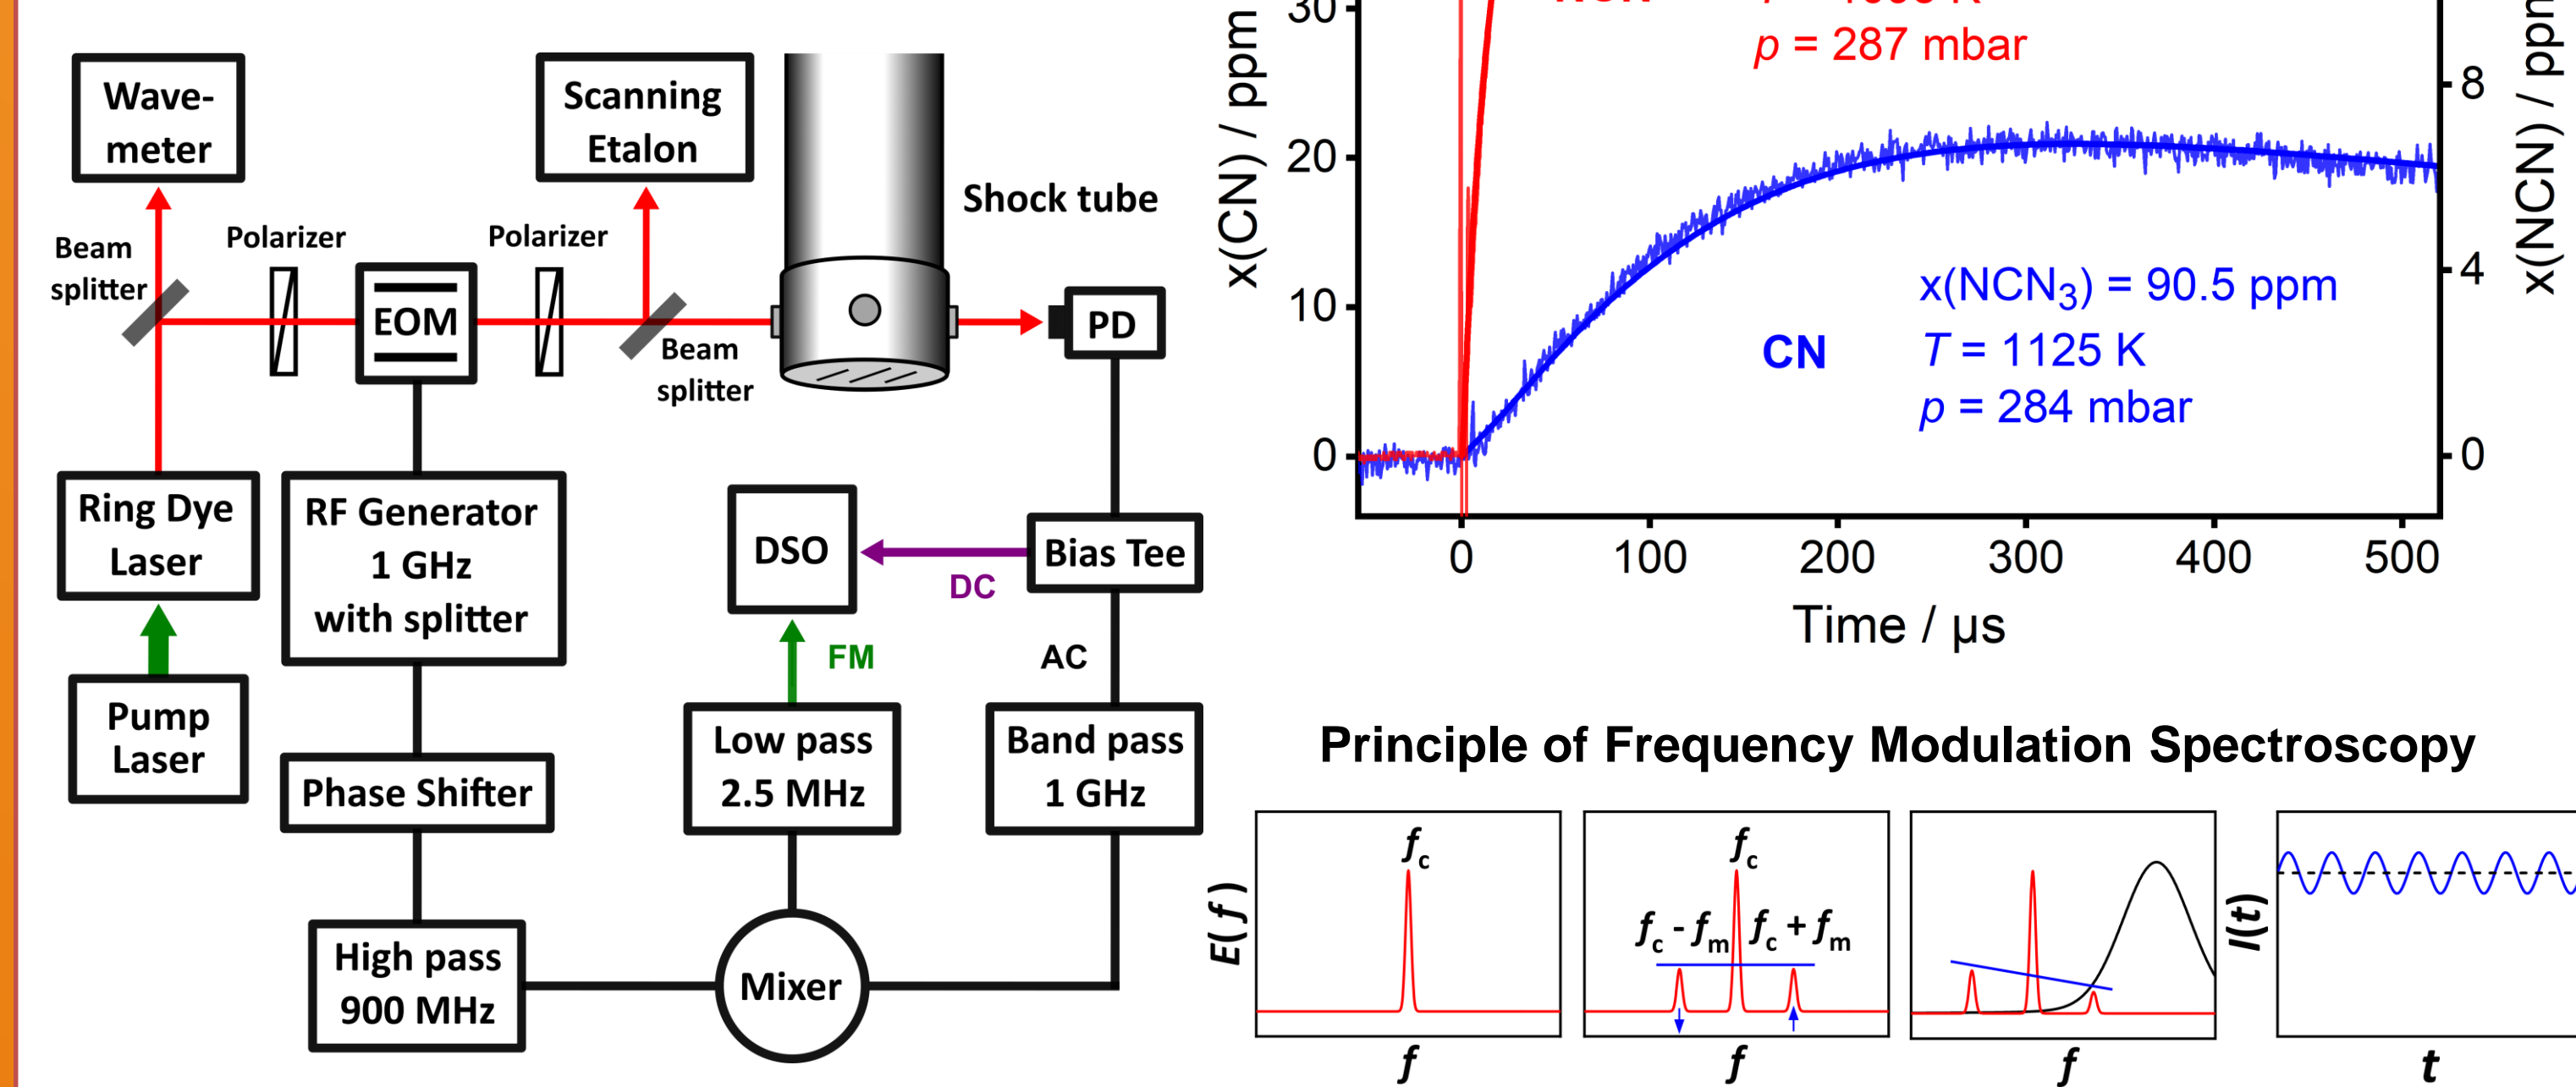 Wave-
meter
Scanning
Etalon
Shock tube
Beam
splitter
Polarizer
Polarizer
EOM
Beam
splitter
PD
Ring Dye
Laser
RF Generator
1 GHz
with splitter
DSO
DC
Bias Tee
FM
AC
Pump
Laser
Phase Shifter
Low pass
2.5 MHz
Band pass
1 GHz
High pass
900 MHz
Mixer
x(CN) / ppm
30
20
10
0
p = 287 mbar
x(NCN₃) = 90.5 ppm
CN
T = 1125 K
p = 284 mbar
8
4
0
x(NCN) / ppm
0 100 200 300 400 500
Time / µs
Principle of Frequency Modulation Spectroscopy
E(f)
fc
f
fc
fc - fm fc + fm
f
f
I(t)
t